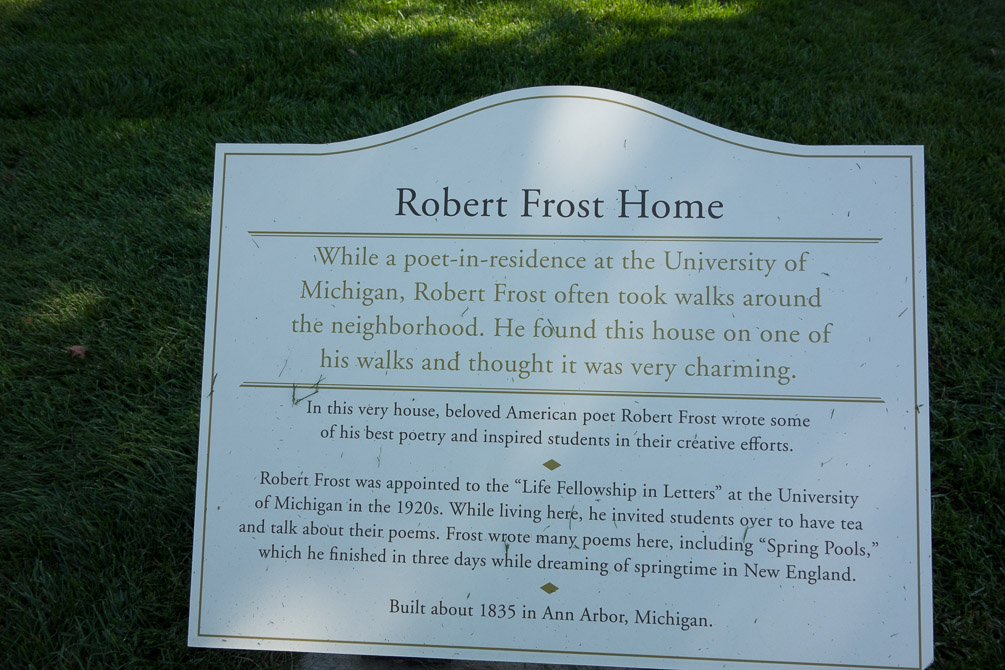 Robert Frost Home
While a poet-in-residence at the University of
Michigan, Robert Frost often took walks around
the neighborhood. He found this house on one of
his walks and thought it was very charming.
In this very house, beloved American poet Robert Frost wrote some
of his best poetry and inspired students in their creative efforts.
Robert Frost was appointed to the “Life Fellowship in Letters” at the University
of Michigan in the 1920s. While living here, he invited students over to have tea
and talk about their poems. Frost wrote many poems here, including “Spring Pools,”
which he finished in three days while dreaming of springtime in New England.
Built about 1835 in Ann Arbor, Michigan.